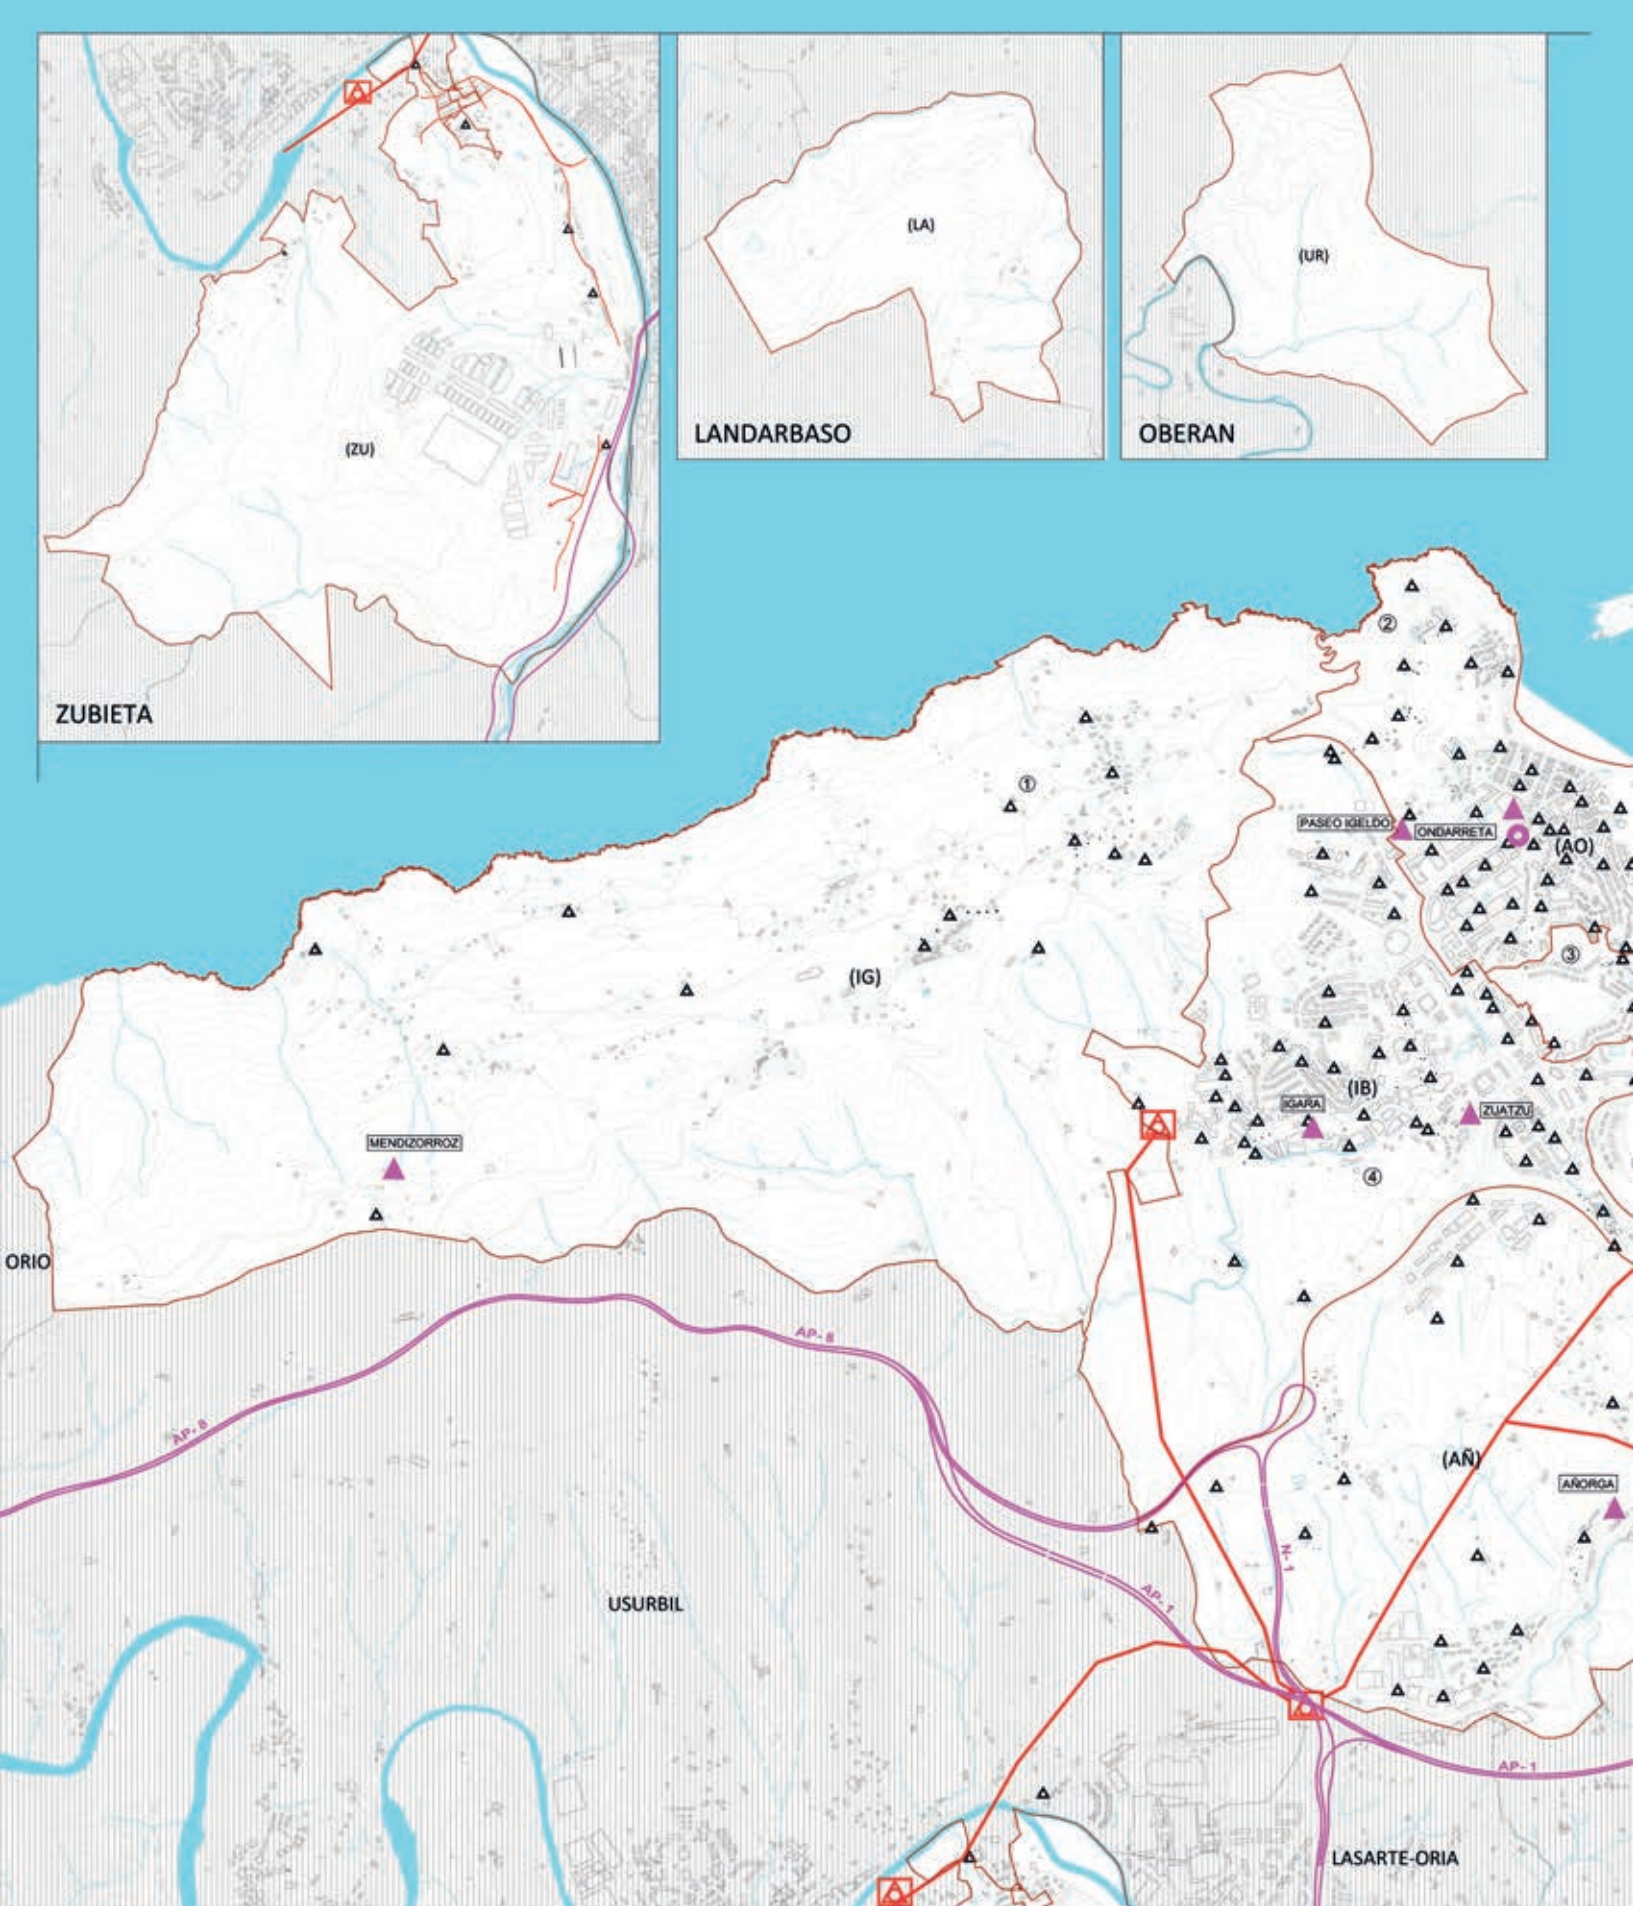 (ZU)
ZUBIETA
(LA)
LANDARBASO
(UR)
OBERAN
②
①
PASEO IGELDO
ONDARRETA
(AO)
③
(IG)
(IB)
IGARA
ZUATZU
MENDIZORROZ
④
ORIO
AP-8
AP-8
(AÑ)
AÑORGA
N-1
AP-1
USURBIL
AP-1
LASARTE-ORIA